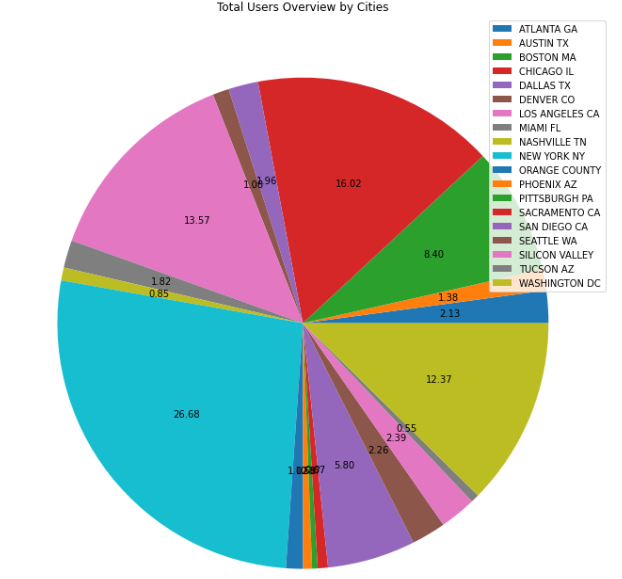 Total Users Overview by Cities
ATLANTA GA
AUSTIN TX
BOSTON MA
CHICAGO IL
DALLAS TX
DENVER CO
LOS ANGELES CA
MIAMI FL
NASHVILLE TN
NEW YORK NY
ORANGE COUNTY
PHOENIX AZ
PITTSBURGH PA
SACRAMENTO CA
SAN DIEGO CA
SEATTLE WA
SILICON VALLEY
TUCSON AZ
WASHINGTON DC
1.96
16.02
13.57
8.40
1.82
0.85
1.38
2.13
12.37
26.68
0.55
2.39
2.26
5.80